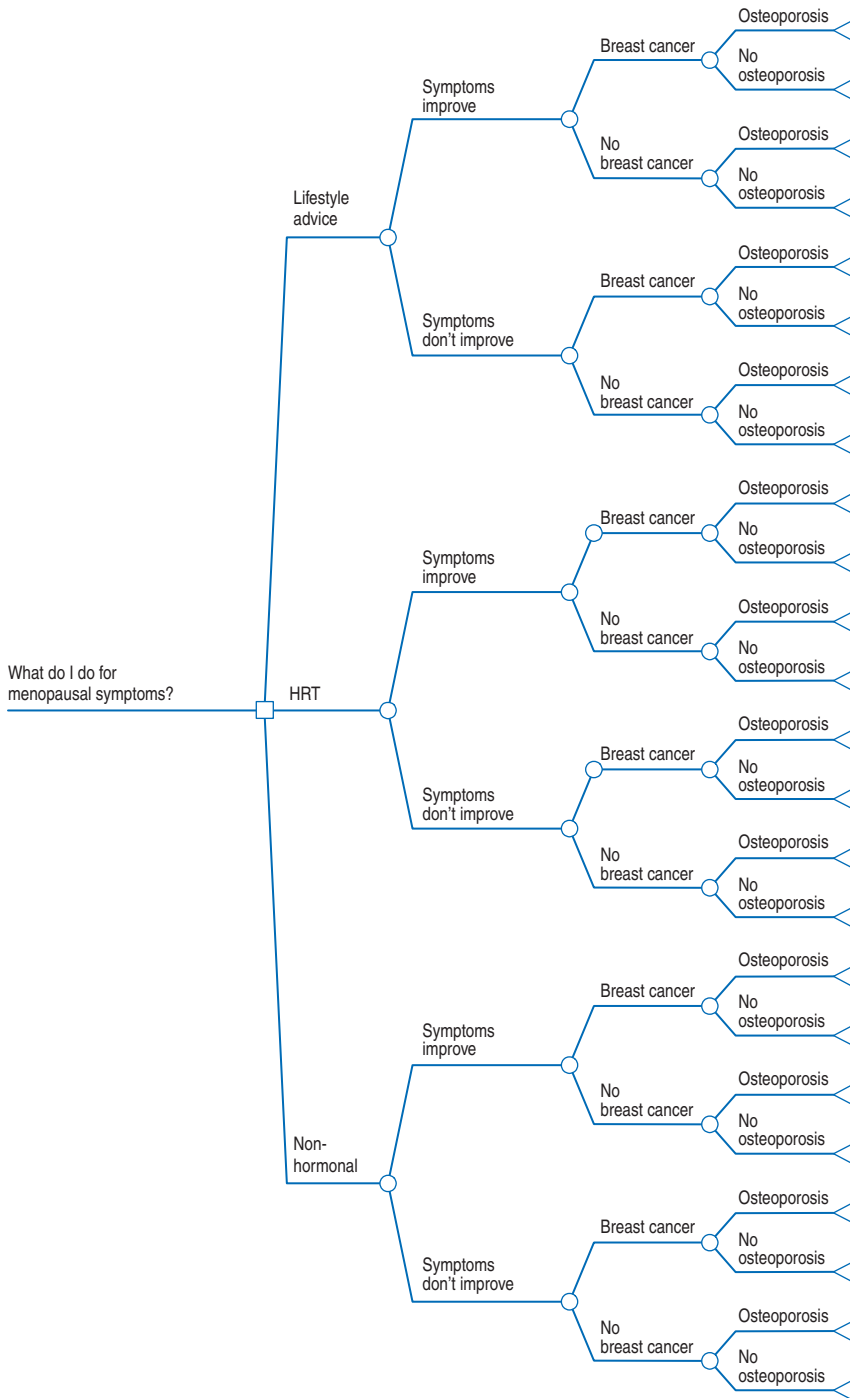 Osteoporosis
Breast cancer
No
osteoporosis
Symptoms
improve
Osteoporosis
No
breast cancer
No
osteoporosis
Lifestyle
advice
Osteoporosis
Breast cancer
No
osteoporosis
Symptoms
don't improve
Osteoporosis
No
breast cancer
No
osteoporosis
Osteoporosis
Breast cancer
No
osteoporosis
Symptoms
improve
Osteoporosis
No
breast cancer
No
osteoporosis
What do I do for
menopausal symptoms?
HRT
Osteoporosis
Breast cancer
No
osteoporosis
Symptoms
don't improve
Osteoporosis
No
breast cancer
No
osteoporosis
Osteoporosis
Breast cancer
No
osteoporosis
Symptoms
improve
Osteoporosis
No
breast cancer
No
osteoporosis
Non-
hormonal
Osteoporosis
Breast cancer
No
osteoporosis
Symptoms
don't improve
Osteoporosis
No
breast cancer
No
osteoporosis